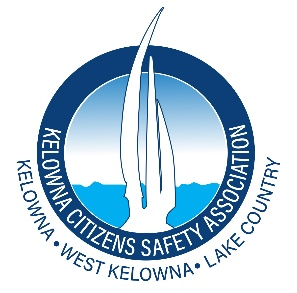 KELOWNA CITIZENS SAFETY ASSOCIATION
KELOWNA • WEST KELOWNA • LAKE COUNTRY